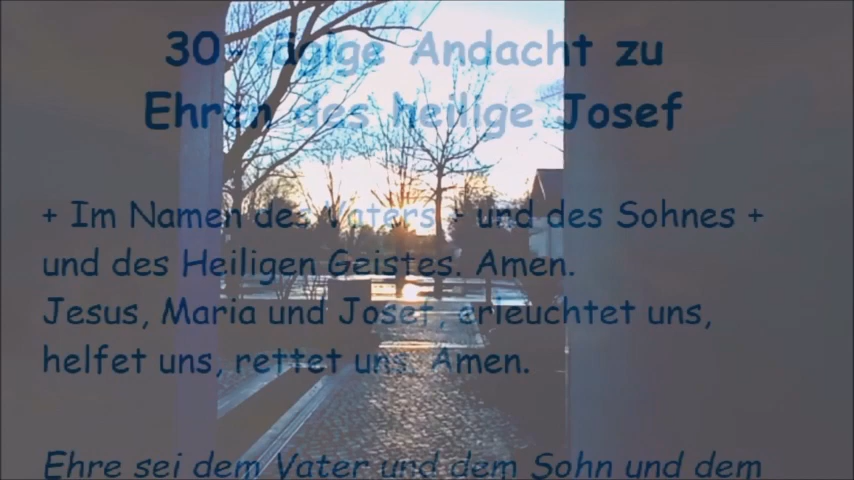 30-tägige Andacht zu
Ehren des heilige Josef
+ Im Namen des Vaters + und des Sohnes +
und des Heiligen Geistes. Amen.
Jesus, Maria und Josef, erleuchtet uns,
helfet uns, rettet uns. Amen.
Ehre sei dem Vater und dem Sohn und dem